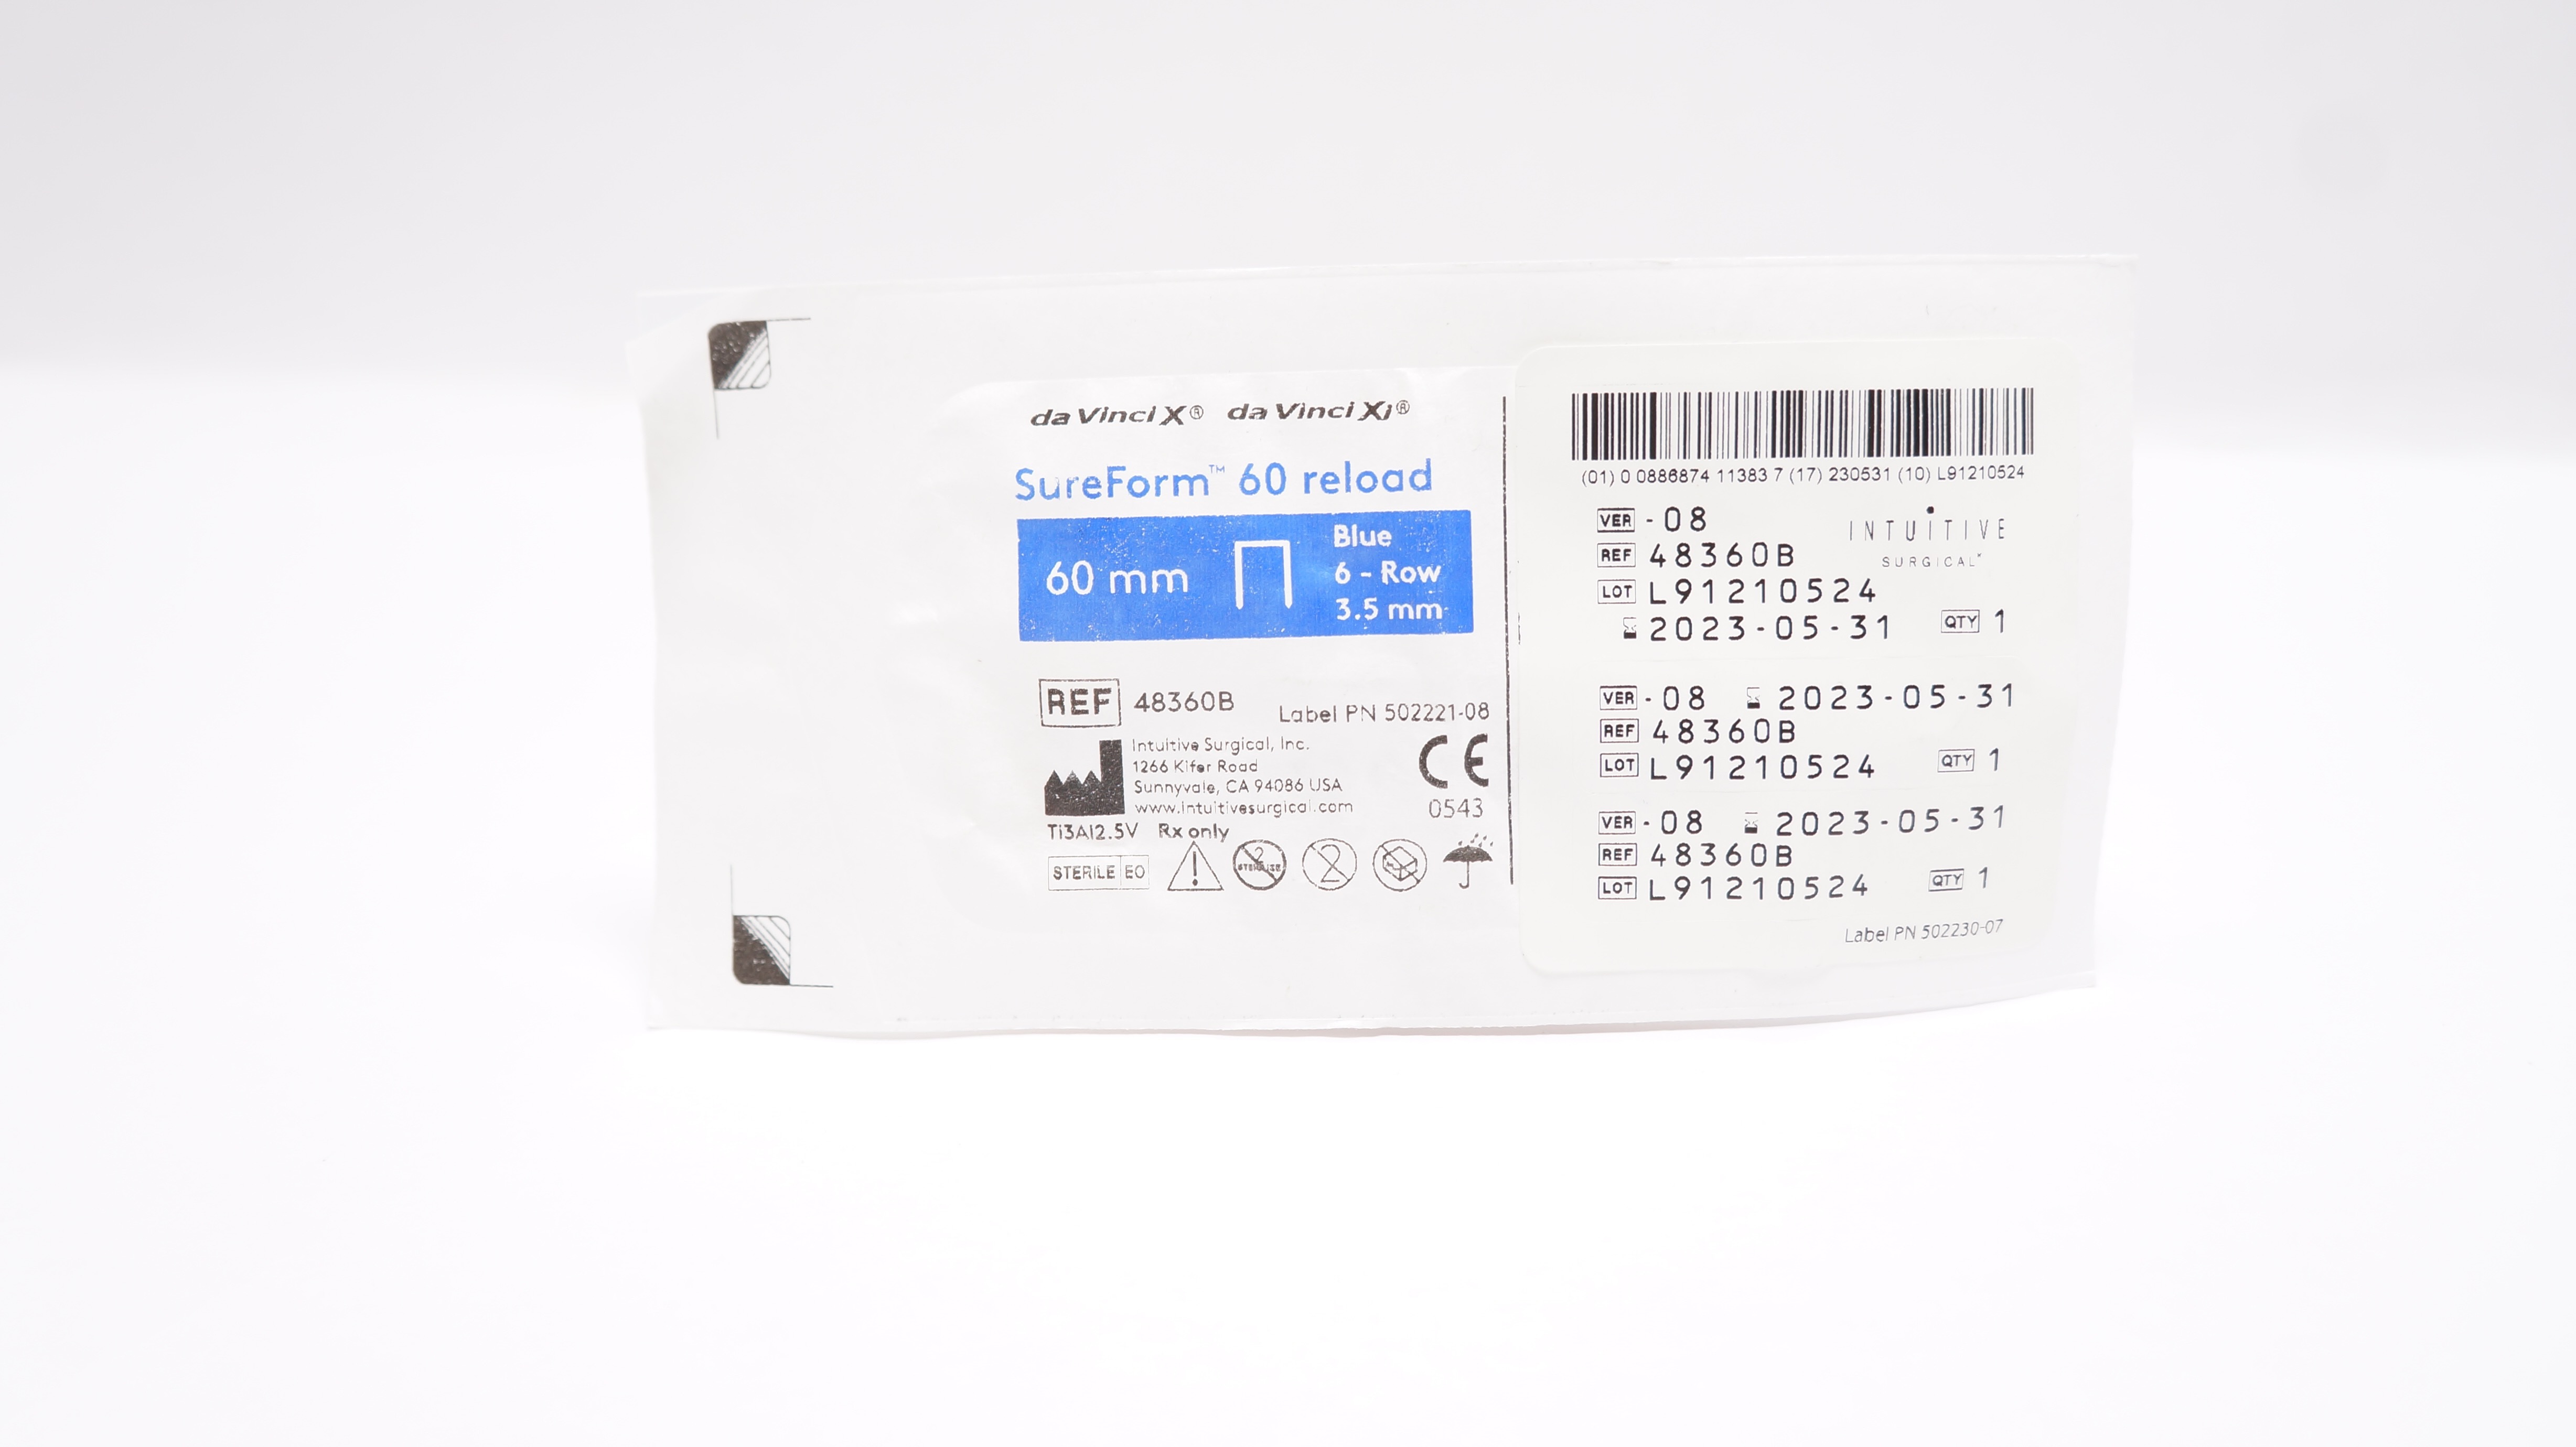 da Vinci X® da Vinci Xi®
SureForm™ 60 reload
60 mm
Blue
6 - Row
3.5 mm
REF 48360B
Label PN 502221-08
Intuitive Surgical, Inc.
1266 Kifer Road
Sunnyvale, CA 94086 USA
www.intuitivesurgical.com
CE
0543
Ti3Al2.5V Rx only
STERILE EO
2
STERILIZE
2
(01) 0 0886874 11383 7 (17) 230531 (10) L91210524
VER -08
INTUITIVE
SURGICAL
REF 48360B
LOT L91210524
2023-05-31 QTY 1
VER -08 2023-05-31
REF 48360B
LOT L91210524 QTY 1
VER -08 2023-05-31
REF 48360B
LOT L91210524 QTY 1
Label PN 502230-07